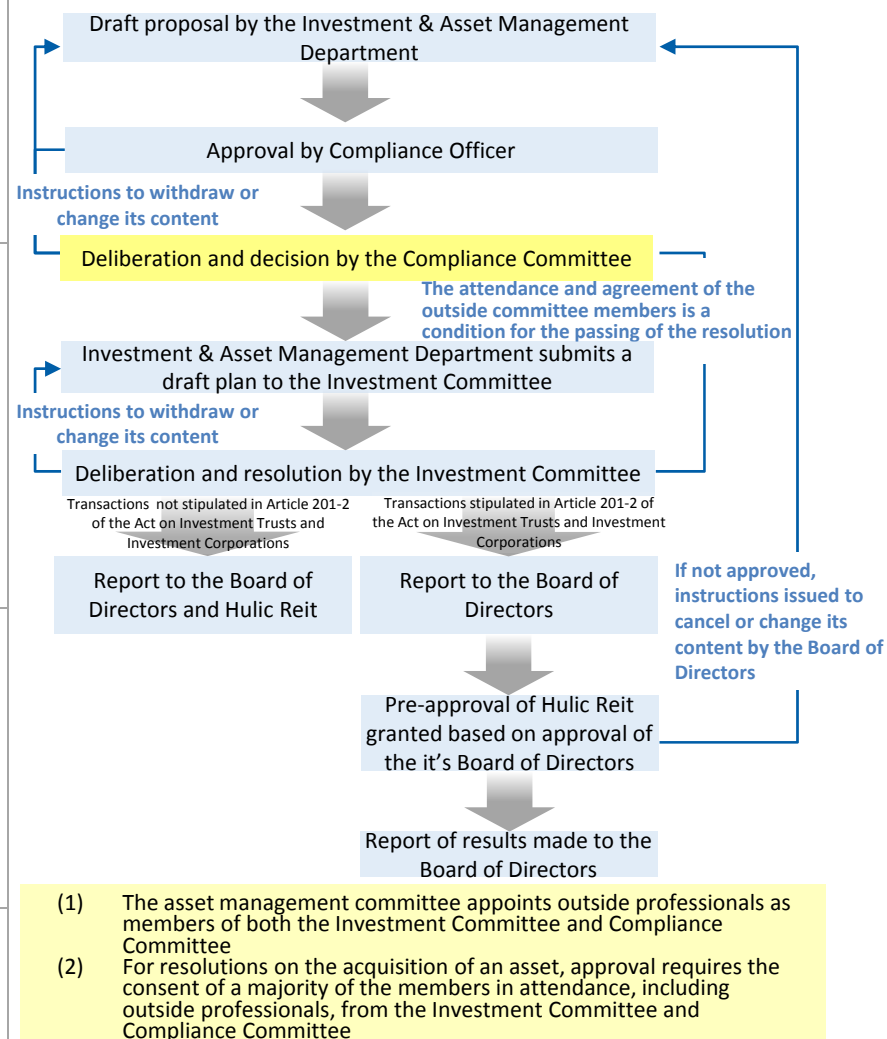 Draft proposal by the Investment & Asset Management
Department
Approval by Compliance Officer
Instructions to withdraw or
change its content
Deliberation and decision by the Compliance Committee
The attendance and agreement of the
outside committee members is a
condition for the passing of the resolution
Investment & Asset Management Department submits a
draft plan to the Investment Committee
Instructions to withdraw or
change its content
Deliberation and resolution by the Investment Committee
Transactions not stipulated in Article 201-2
of the Act on Investment Trusts and
Investment Corporations
Transactions stipulated in Article 201-2 of
the Act on Investment Trusts and Investment
Corporations
Report to the Board of
Directors and Hulic Reit
Report to the Board of
Directors
If not approved,
instructions issued to
cancel or change its
content by the Board of
Directors
Pre-approval of Hulic Reit
granted based on approval of
the it's Board of Directors
Report of results made to the
Board of Directors
(1) The asset management committee appoints outside professionals as
members of both the Investment Committee and Compliance
Committee
(2) For resolutions on the acquisition of an asset, approval requires the
consent of a majority of the members in attendance, including
outside professionals, from the Investment Committee and
Compliance Committee